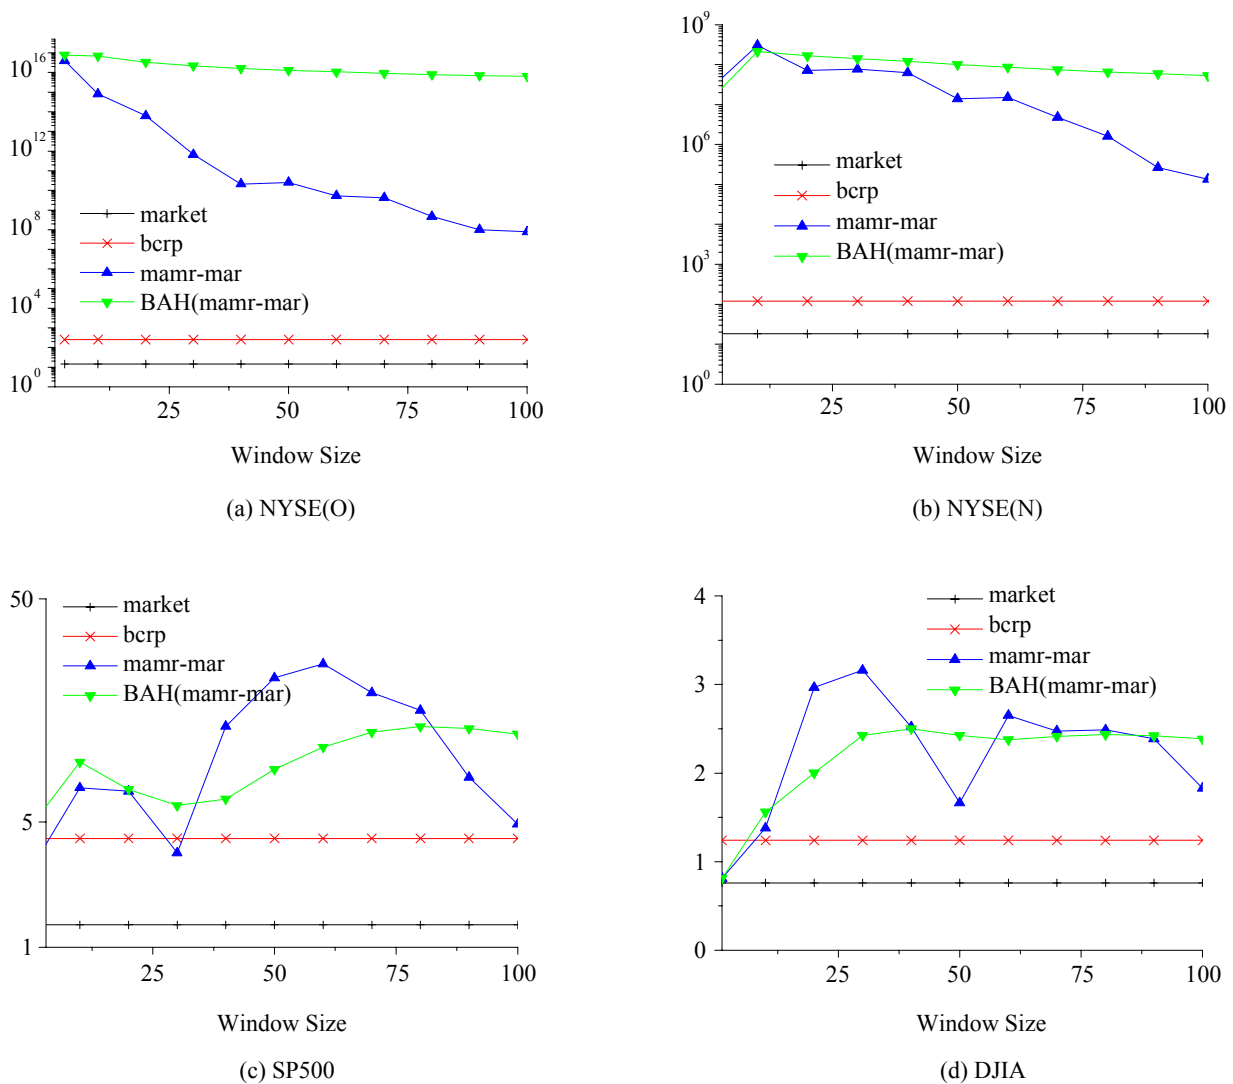 10^16
10^12
10^8
10^4
10^0
market
bcrp
mamr-mar
BAH(mamr-mar)
25 50 75 100
Window Size
(a) NYSE(O)
10^9
10^6
10^3
10^0
market
bcrp
mamr-mar
BAH(mamr-mar)
25 50 75 100
Window Size
(b) NYSE(N)
50
5
1
market
bcrp
mamr-mar
BAH(mamr-mar)
25 50 75 100
Window Size
(c) SP500
4
3
2
1
0
market
bcrp
mamr-mar
BAH(mamr-mar)
25 50 75 100
Window Size
(d) DJIA